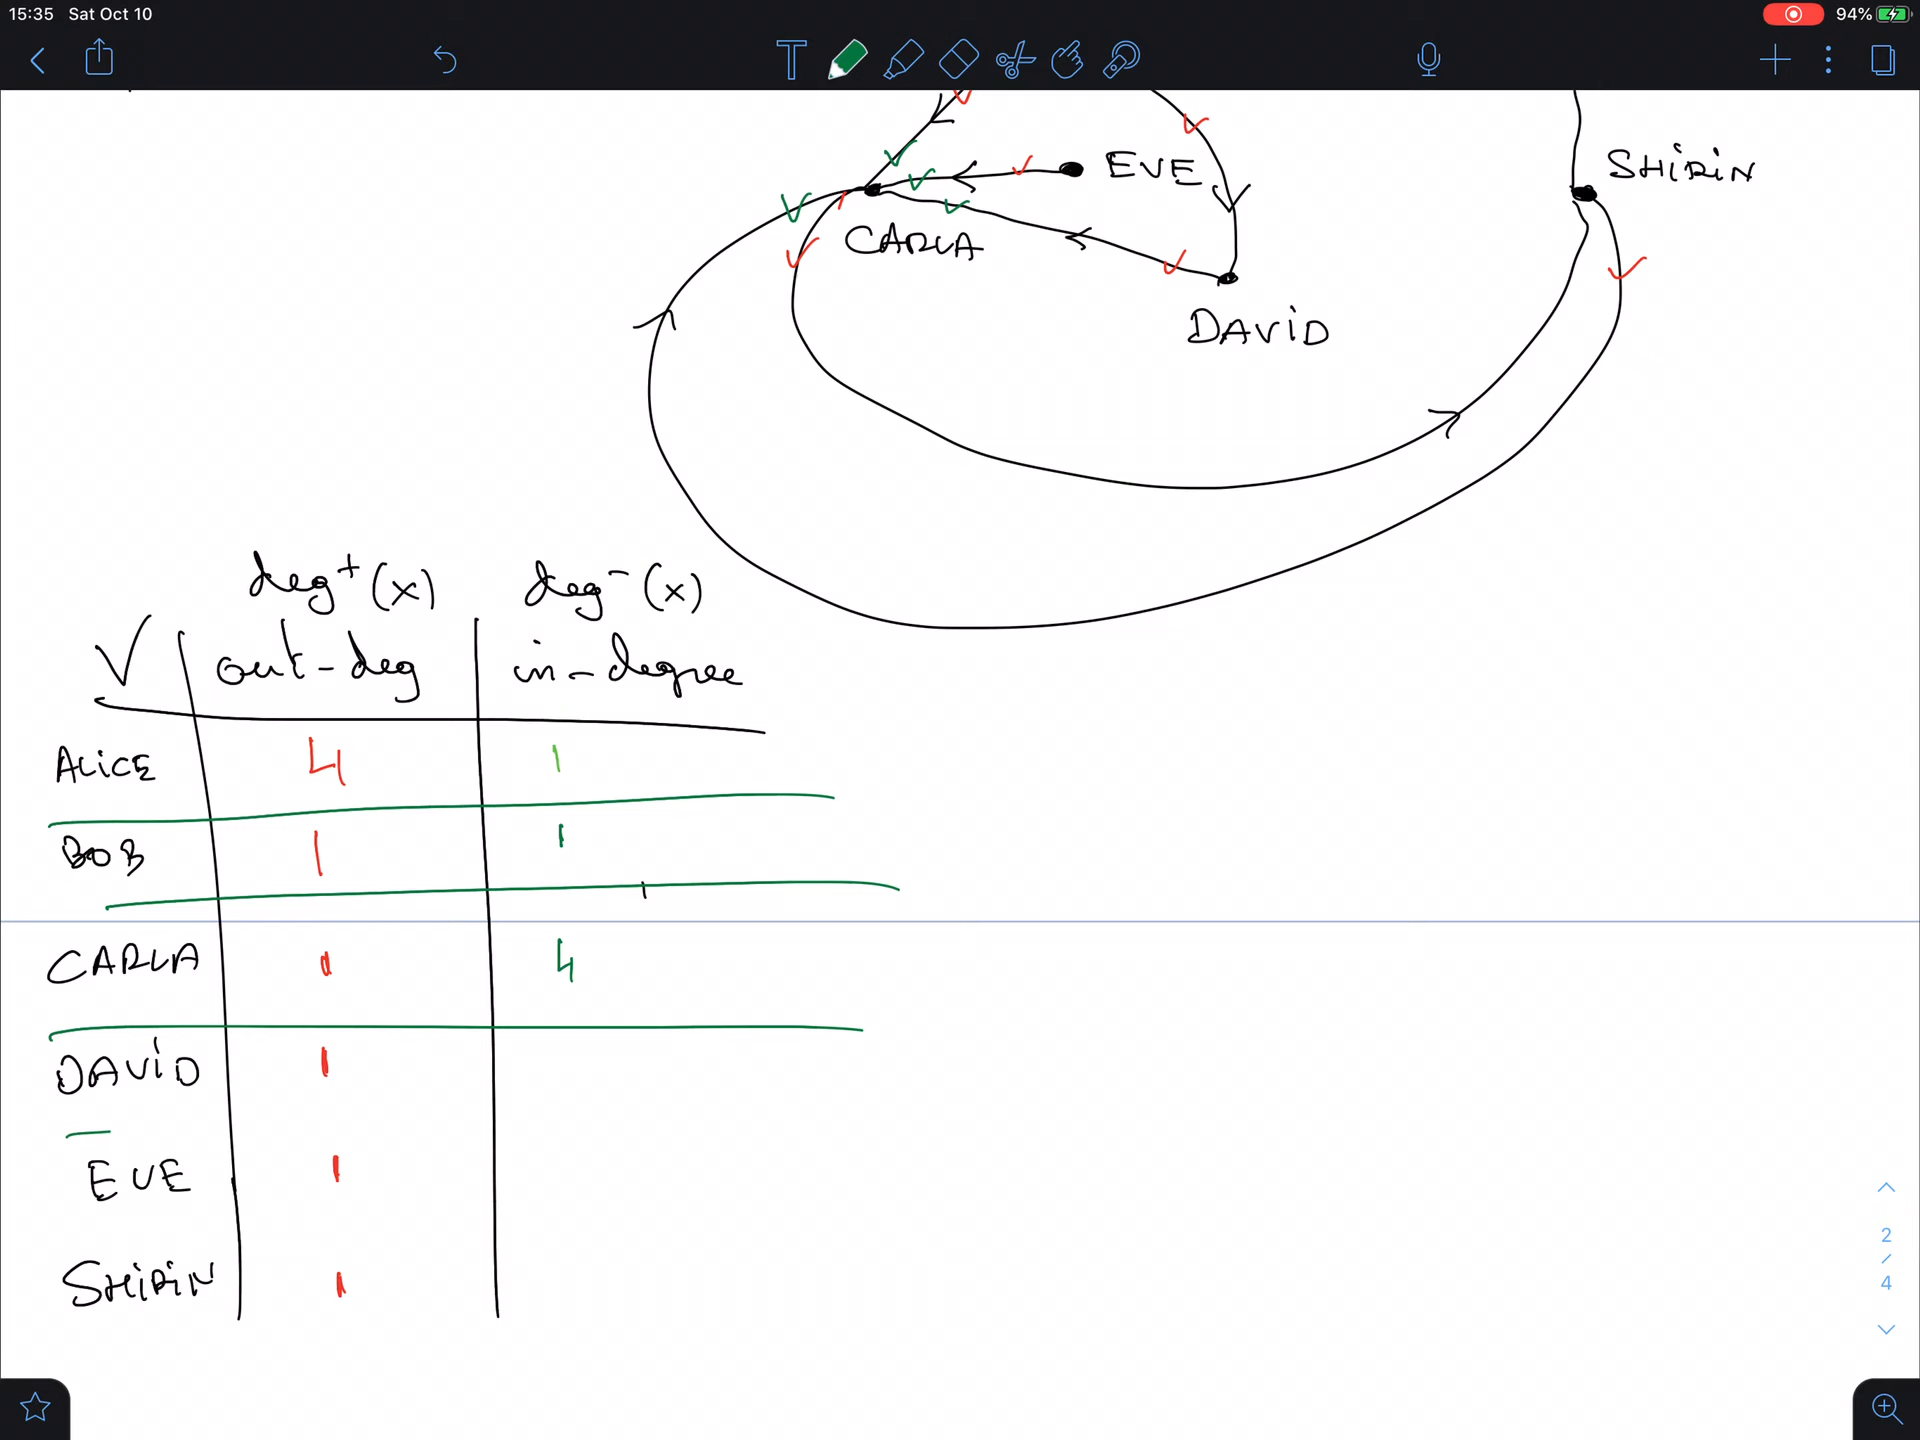 15:35 Sat Oct 10 94%
EVE
SHIRIN
CARLA
DAVID
deg⁺(x) deg⁻(x)
V out-deg in-degree
ALICE 4 1
BOB 1 1
CARLA 1 4
DAVID 1
EVE 1
SHIRIN 1
2
/
4